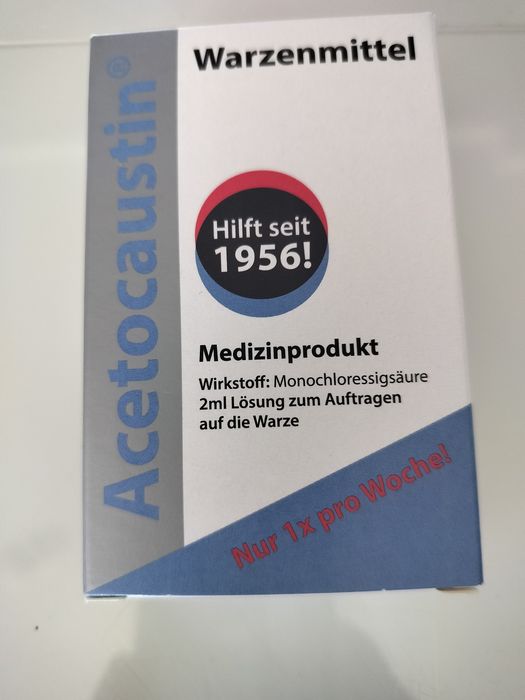 Acetocaustin®
Warzenmittel
Hilft seit
1956!
Medizinprodukt
Wirkstoff: Monochloressigsäure
2ml Lösung zum Auftragen
auf die Warze
Nur 1x pro Woche!